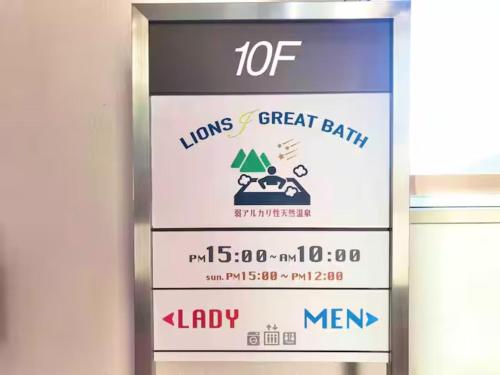 10F
LIONS J GREAT BATH
弱アルカリ性天然温泉
PM15:00~AM10:00
sun. PM15:00~PM12:00
LADY MEN